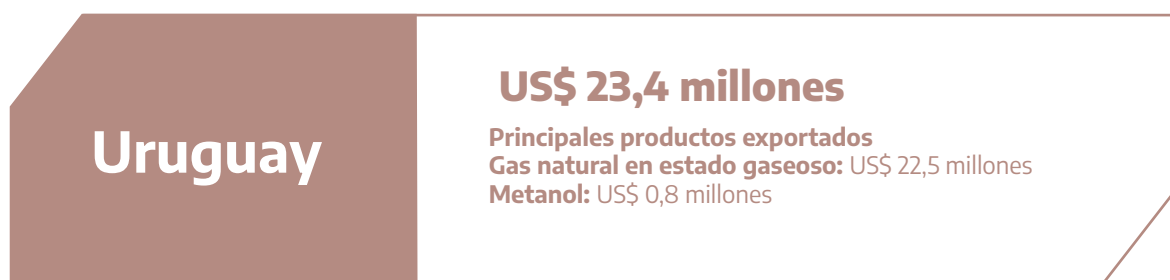 Uruguay
US$ 23,4 millones
Principales productos exportados
Gas natural en estado gaseoso: US$ 22,5 millones
Metanol: US$ 0,8 millones